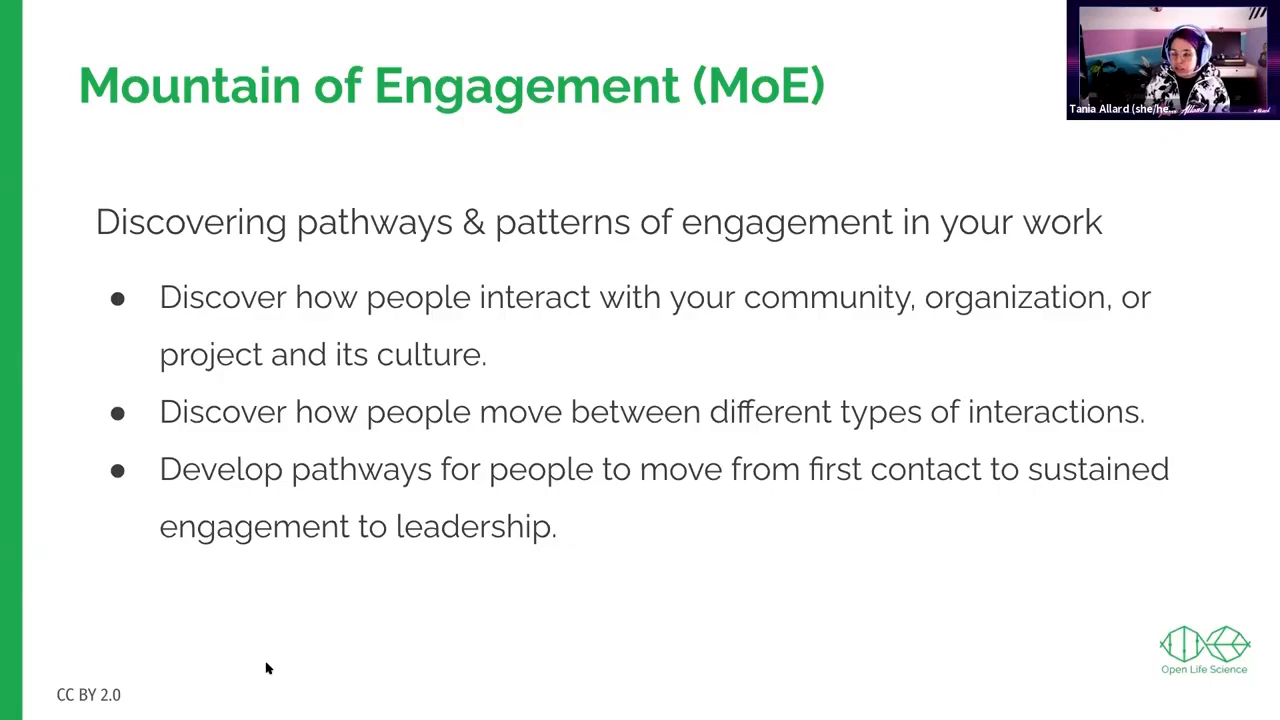 Mountain of Engagement (MoE)
Tania Allard (she/he...
Discovering pathways & patterns of engagement in your work
● Discover how people interact with your community, organization, or
project and its culture.
● Discover how people move between different types of interactions.
● Develop pathways for people to move from first contact to sustained
engagement to leadership.
Open Life Science
CC BY 2.0